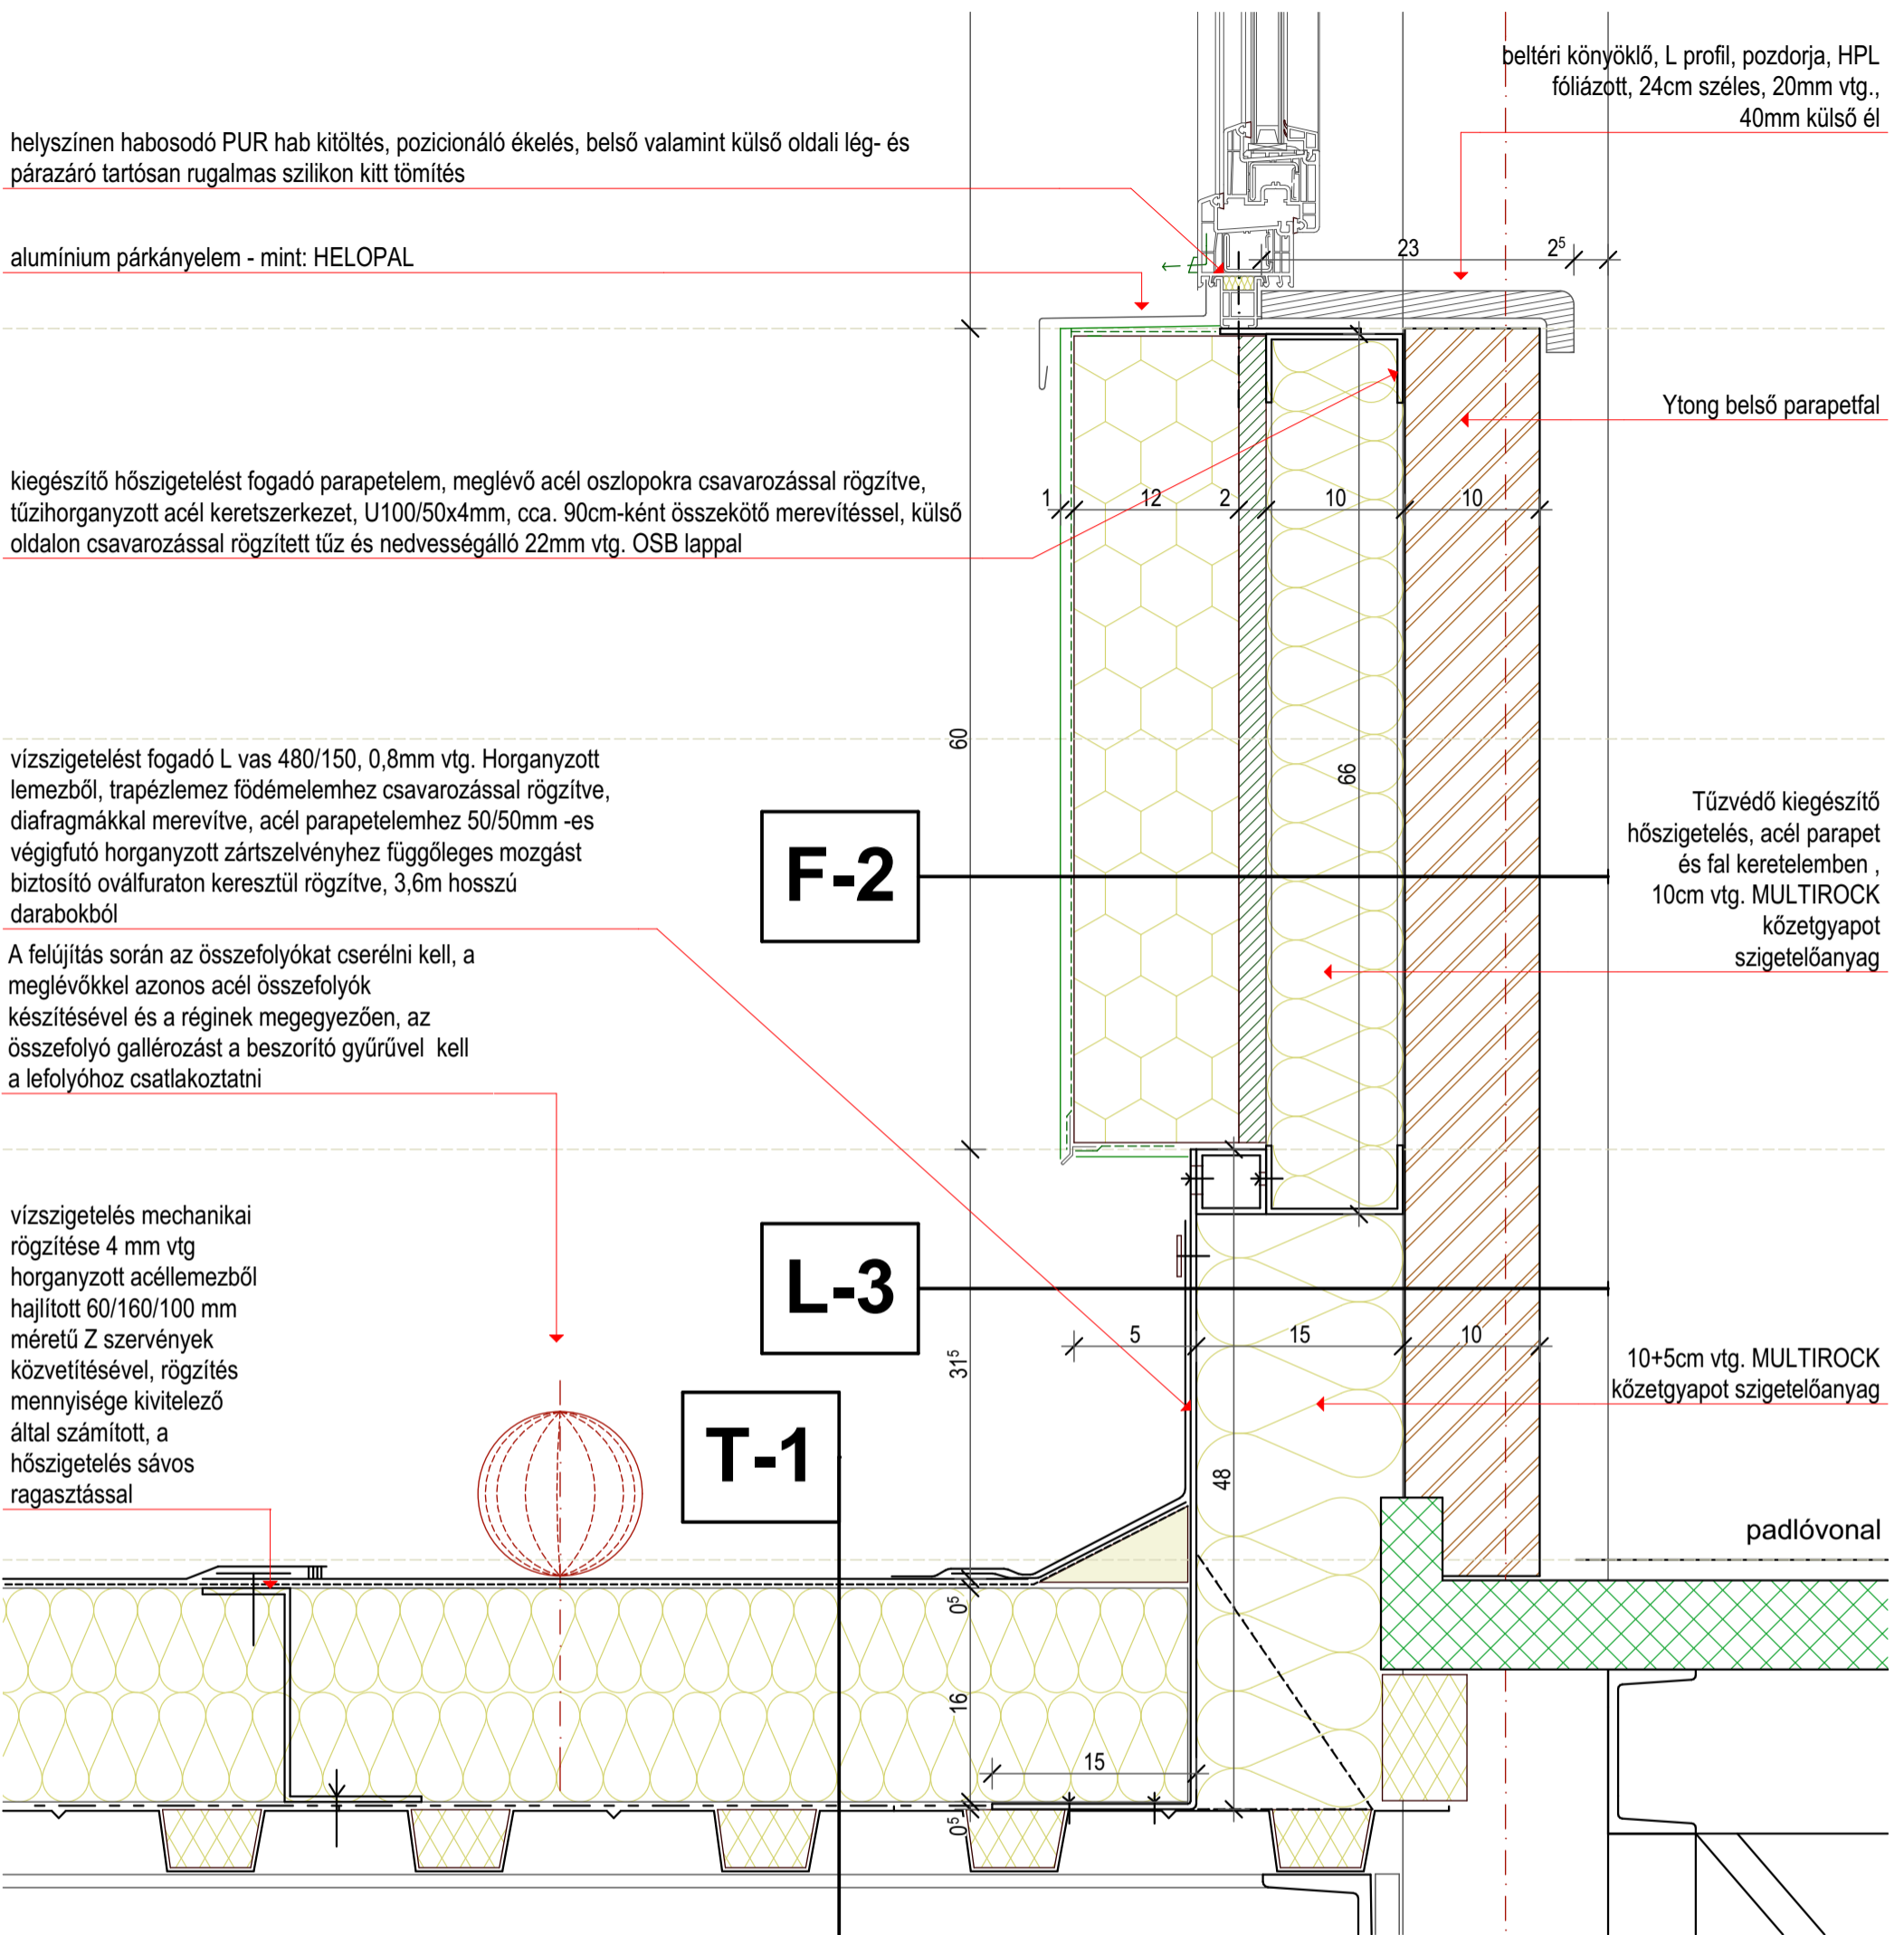 beltéri könyöklő, L profil, pozdorja, HPL
fóliázott, 24cm széles, 20mm vtg.,
40mm külső él
helyszínen habosodó PUR hab kitöltés, pozicionáló ékelés, belső valamint külső oldali lég- és
párazáró tartósan rugalmas szilikon kitt tömítés
alumínium párkányelem - mint: HELOPAL
23
2⁵
Ytong belső parapetfal
kiegészítő hőszigetelést fogadó parapetelem, meglévő acél oszlopokra csavarozással rögzítve,
tűzihorganyzott acél keretszerkezet, U100/50x4mm, cca. 90cm-ként összekötő merevítéssel, külső
oldalon csavarozással rögzített tűz és nedvességálló 22mm vtg. OSB lappal
1
12
2
10
10
60
66
vízszigetelést fogadó L vas 480/150, 0,8mm vtg. Horganyzott
lemezből, trapézlemez födémelemhez csavarozással rögzítve,
diafragmákkal merevítve, acél parapetelemhez 50/50mm -es
végigfutó horganyzott zártszelvényhez függőleges mozgást
biztosító oválfuraton keresztül rögzítve, 3,6m hosszú
darabokból
F-2
Tűzvédő kiegészítő
hőszigetelés, acél parapet
és fal keretelemben ,
10cm vtg. MULTIROCK
kőzetgyapot
szigetelőanyag
A felújítás során az összefolyókat cserélni kell, a
meglévőkkel azonos acél összefolyók
készítésével és a réginek megegyezően, az
összefolyó gallérozást a beszorító gyűrűvel  kell
a lefolyóhoz csatlakoztatni
vízszigetelés mechanikai
rögzítése 4 mm vtg
horganyzott acéllemezből
hajlított 60/160/100 mm
méretű Z szervények
közvetítésével, rögzítés
mennyisége kivitelező
által számított, a
hőszigetelés sávos
ragasztással
L-3
5
15
10
31⁵
10+5cm vtg. MULTIROCK
kőzetgyapot szigetelőanyag
T-1
48
padlóvonal
0⁵
16
15
0⁵